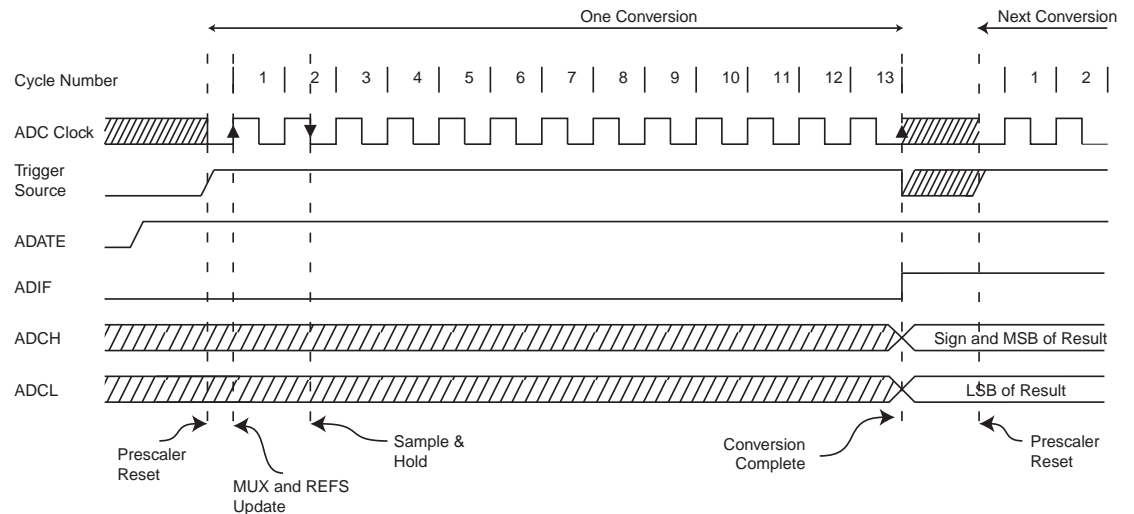 One Conversion
Next Conversion
Cycle Number
1 2 3 4 5 6 7 8 9 10 11 12 13 1 2
ADC Clock
Trigger
Source
ADATE
ADIF
ADCH
Sign and MSB of Result
ADCL
LSB of Result
Prescaler
Reset
MUX and REFS
Update
Sample &
Hold
Conversion
Complete
Prescaler
Reset